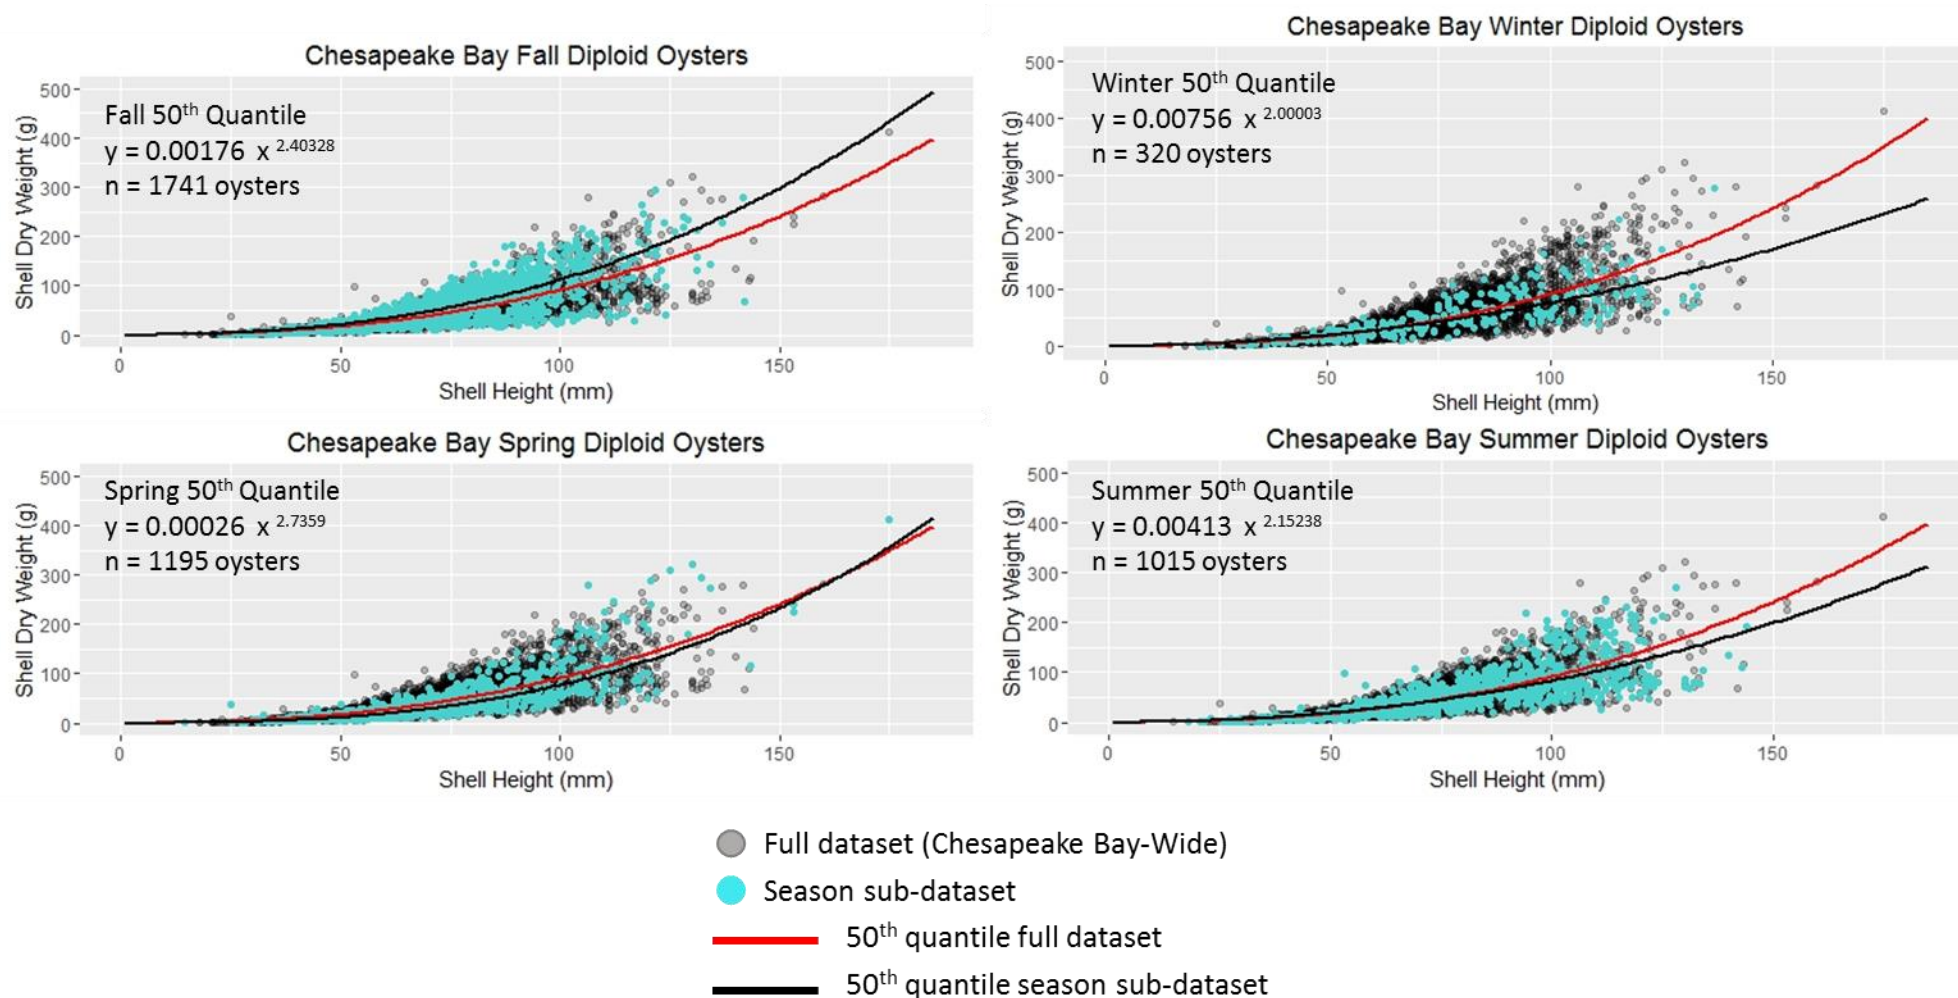 Chesapeake Bay Fall Diploid Oysters
Fall 50th Quantile
y = 0.00176 x 2.40328
n = 1741 oysters
Shell Dry Weight (g)
500
400
300
200
100
0
0 50 100 150
Shell Height (mm)
Chesapeake Bay Winter Diploid Oysters
Winter 50th Quantile
y = 0.00756 x 2.00003
n = 320 oysters
Shell Dry Weight (g)
500
400
300
200
100
0
0 50 100 150
Shell Height (mm)
Chesapeake Bay Spring Diploid Oysters
Spring 50th Quantile
y = 0.00026 x 2.7359
n = 1195 oysters
Shell Dry Weight (g)
500
400
300
200
100
0
0 50 100 150
Shell Height (mm)
Chesapeake Bay Summer Diploid Oysters
Summer 50th Quantile
y = 0.00413 x 2.15238
n = 1015 oysters
Shell Dry Weight (g)
500
400
300
200
100
0
0 50 100 150
Shell Height (mm)
Full dataset (Chesapeake Bay-Wide)
Season sub-dataset
50th quantile full dataset
50th quantile season sub-dataset